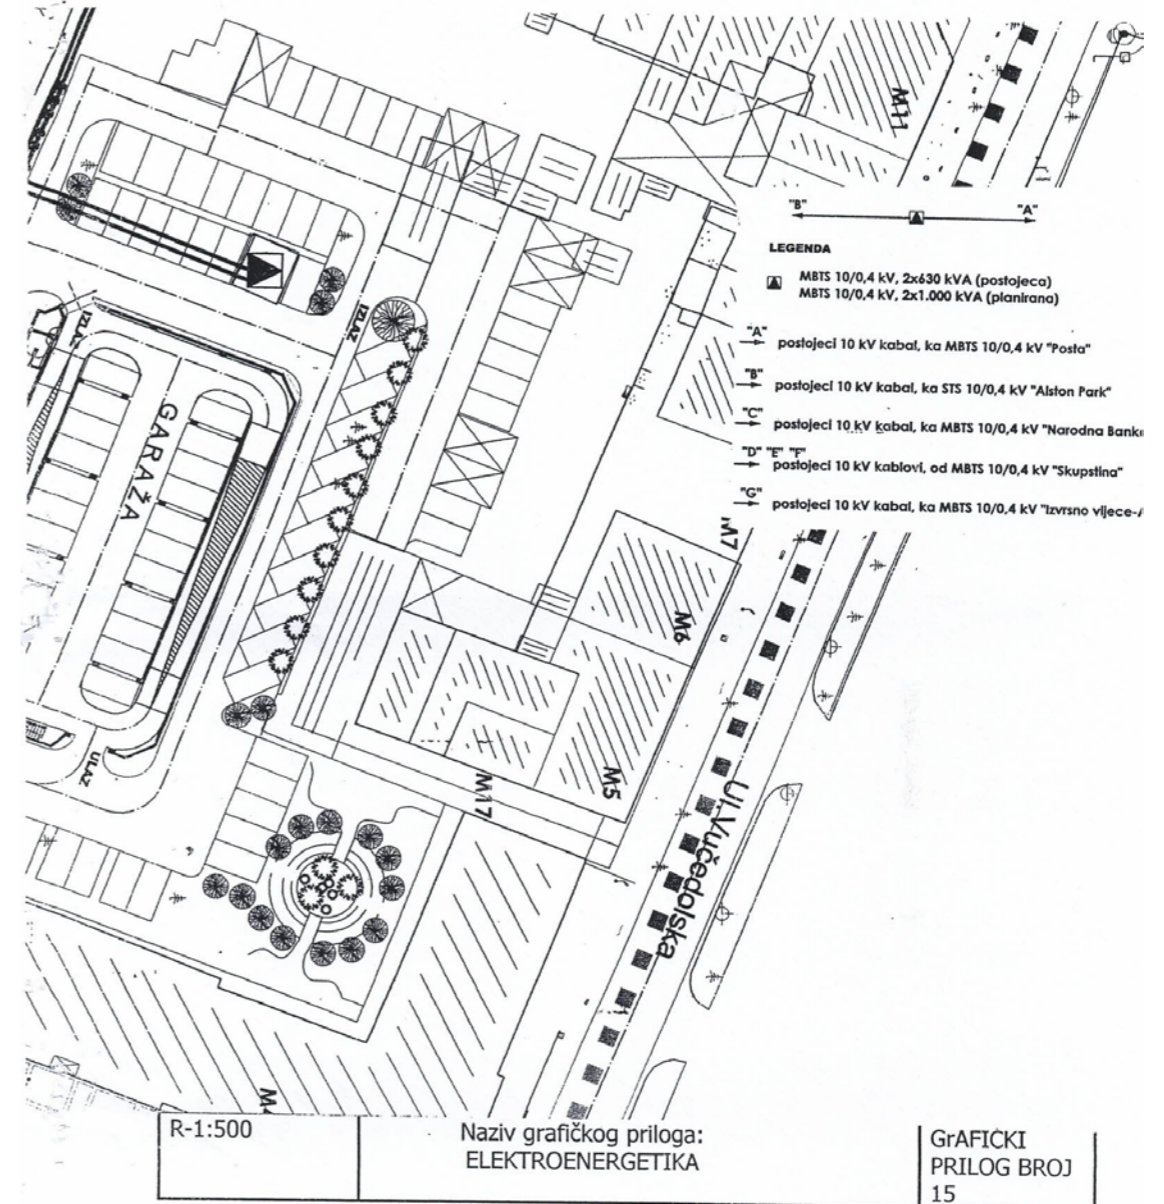 M11
"B"
"A"
LEGENDA
MBTS 10/0,4 kV, 2x630 kVA (postojeca)
MBTS 10/0,4 kV, 2x1.000 kVA (planirana)
"A"
postojeci 10 kV kabal, ka MBTS 10/0,4 kV "Posta"
"B"
postojeci 10 kV kabal, ka STS 10/0,4 kV "Alston Park"
"C"
postojeci 10 kV kabal, ka MBTS 10/0,4 kV "Narodna Bank
"D" "E" "F"
postojeci 10 kV kablovi, od MBTS 10/0,4 kV "Skupstina"
"G"
postojeci 10 kV kabal, ka MBTS 10/0,4 kV "Izvrsno vijece-
IZLAZ
IZLAZ
GARAŽA
ULAZ
M7
M6
M5
M17
Ul.Vučedolska
R-1:500
Naziv grafičkog priloga:
ELEKTROENERGETIKA
GrAFIČKI
PRILOG BROJ
15